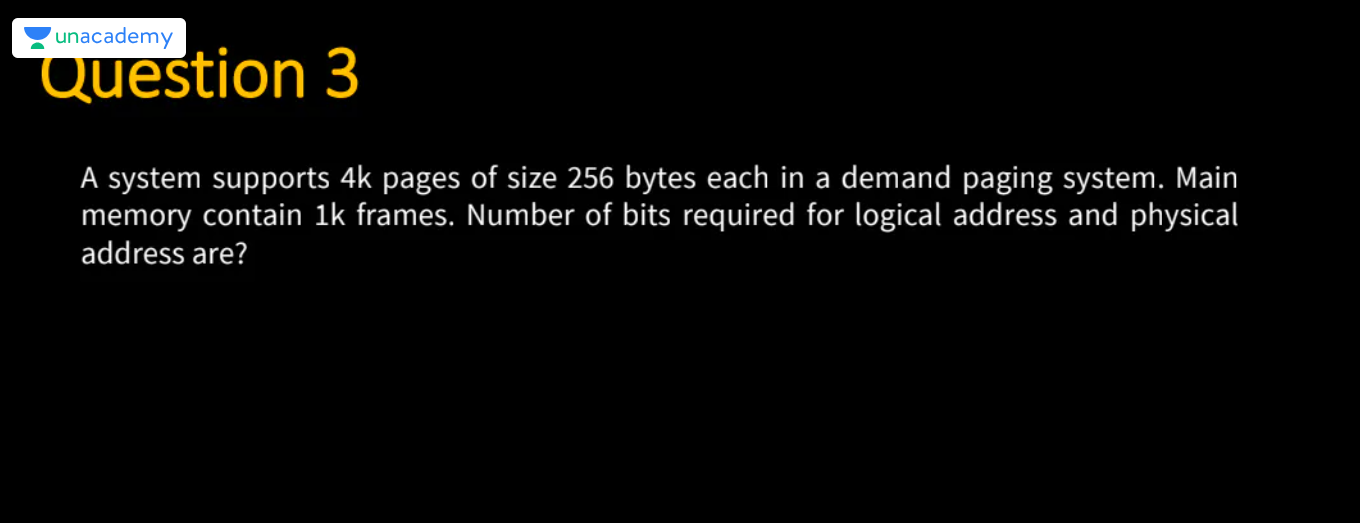 unacademy
Question 3
A system supports 4k pages of size 256 bytes each in a demand paging system. Main
memory contain 1k frames. Number of bits required for logical address and physical
address are?